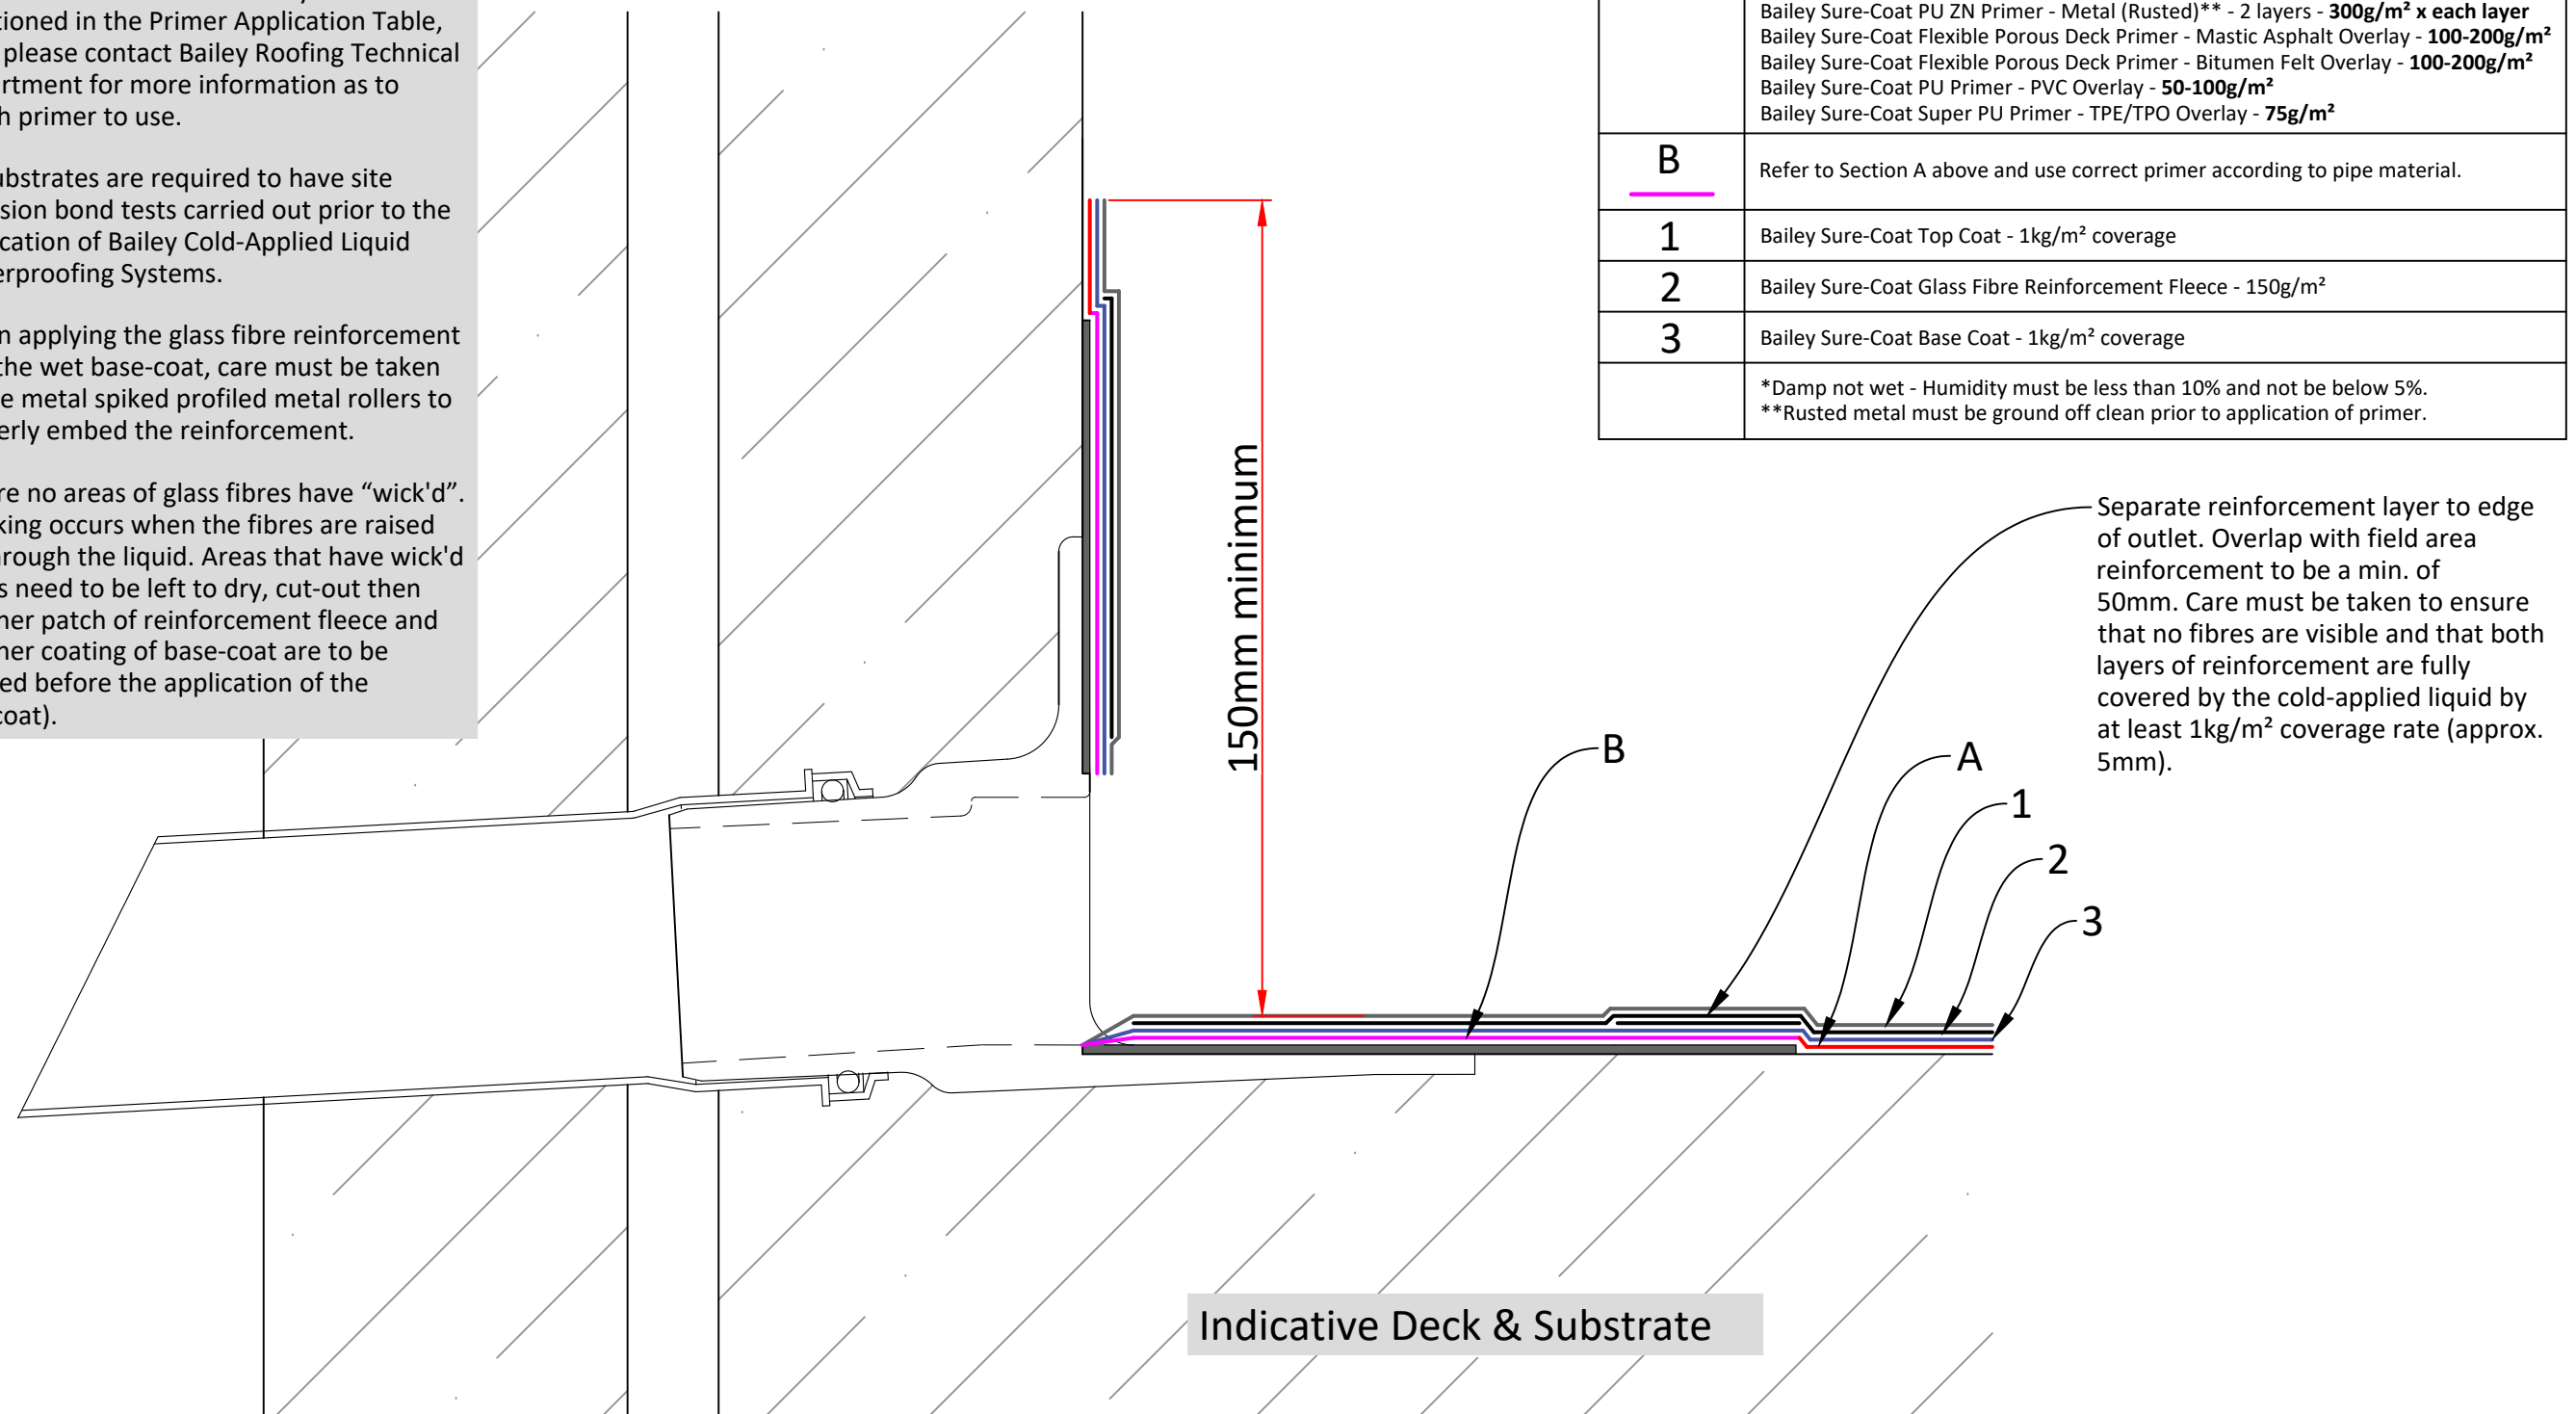 tioned in the Primer Application Table,
please contact Bailey Roofing Technical
rtment for more information as to
h primer to use.
ubstrates are required to have site
sion bond tests carried out prior to the
cation of Bailey Cold-Applied Liquid
erproofing Systems.
n applying the glass fibre reinforcement
the wet base-coat, care must be taken
e metal spiked profiled metal rollers to
erly embed the reinforcement.
re no areas of glass fibres have “wick'd”.
king occurs when the fibres are raised
hrough the liquid. Areas that have wick'd
s need to be left to dry, cut-out then
her patch of reinforcement fleece and
her coating of base-coat are to be
ed before the application of the
coat).
Bailey Sure-Coat PU ZN Primer - Metal (Rusted)** - 2 layers - 300g/m² x each layer
Bailey Sure-Coat Flexible Porous Deck Primer - Mastic Asphalt Overlay - 100-200g/m²
Bailey Sure-Coat Flexible Porous Deck Primer - Bitumen Felt Overlay - 100-200g/m²
Bailey Sure-Coat PU Primer - PVC Overlay - 50-100g/m²
Bailey Sure-Coat Super PU Primer - TPE/TPO Overlay - 75g/m²
B Refer to Section A above and use correct primer according to pipe material.
1 Bailey Sure-Coat Top Coat - 1kg/m² coverage
2 Bailey Sure-Coat Glass Fibre Reinforcement Fleece - 150g/m²
3 Bailey Sure-Coat Base Coat - 1kg/m² coverage
*Damp not wet - Humidity must be less than 10% and not be below 5%.
**Rusted metal must be ground off clean prior to application of primer.
150mm minimum
Separate reinforcement layer to edge
of outlet. Overlap with field area
reinforcement to be a min. of
50mm. Care must be taken to ensure
that no fibres are visible and that both
layers of reinforcement are fully
covered by the cold-applied liquid by
at least 1kg/m² coverage rate (approx.
5mm).
B
A
1
2
3
Indicative Deck & Substrate